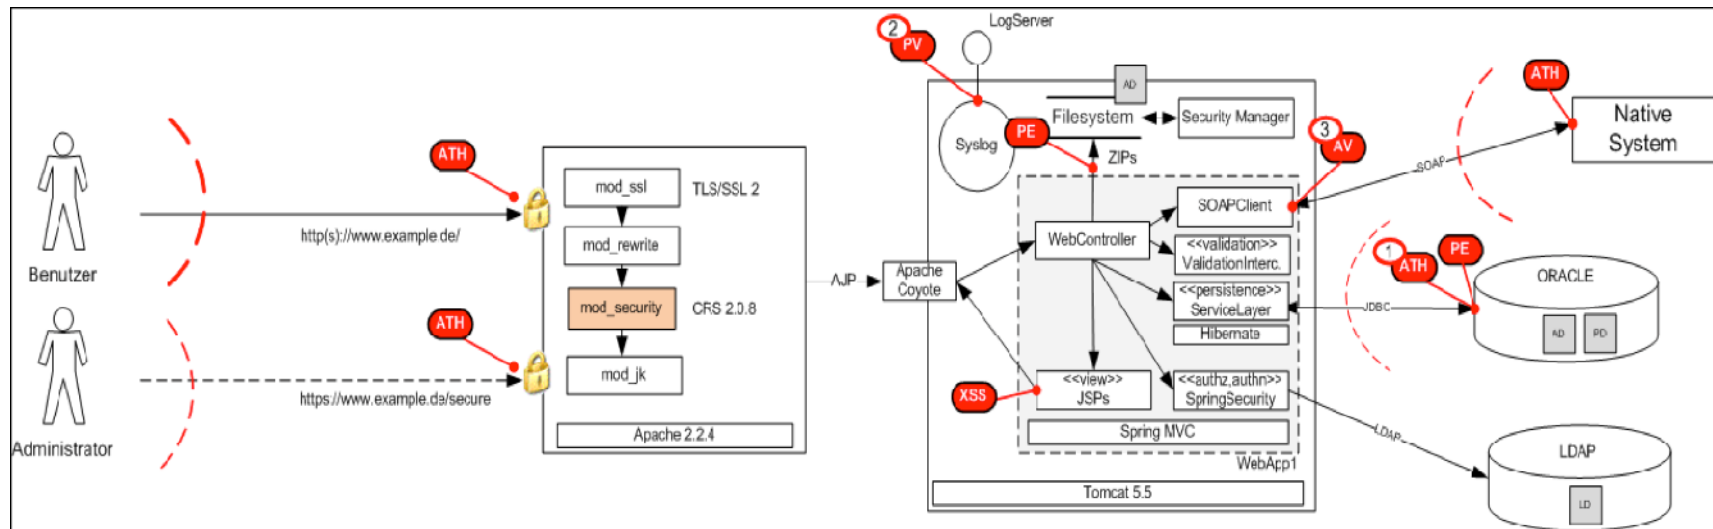 LogServer
2
PV
AD
ATH
Filesystem
Security Manager
Native
System
PE
3
AV
Syslog
ZIPs
SOAP
ATH
mod_ssl
TLS/SSL 2
SOAPClient
http(s)://www.example.de/
mod_rewrite
WebController
<<validation>>
ValidationInterc.
1
ATH
PE
ORACLE
Benutzer
AJP
Apache
Coyote
<<persistence>>
ServiceLayer
JDBC
Hibernate
AD
PD
ATH
mod_security
CRS 2.0.8
mod_jk
XSS
<<view>>
JSPs
<<authz,authn>>
SpringSecurity
https://www.example.de/secure
Administrator
Apache 2.2.4
Spring MVC
LDAP
WebApp1
LDAP
Tomcat 5.5
LD